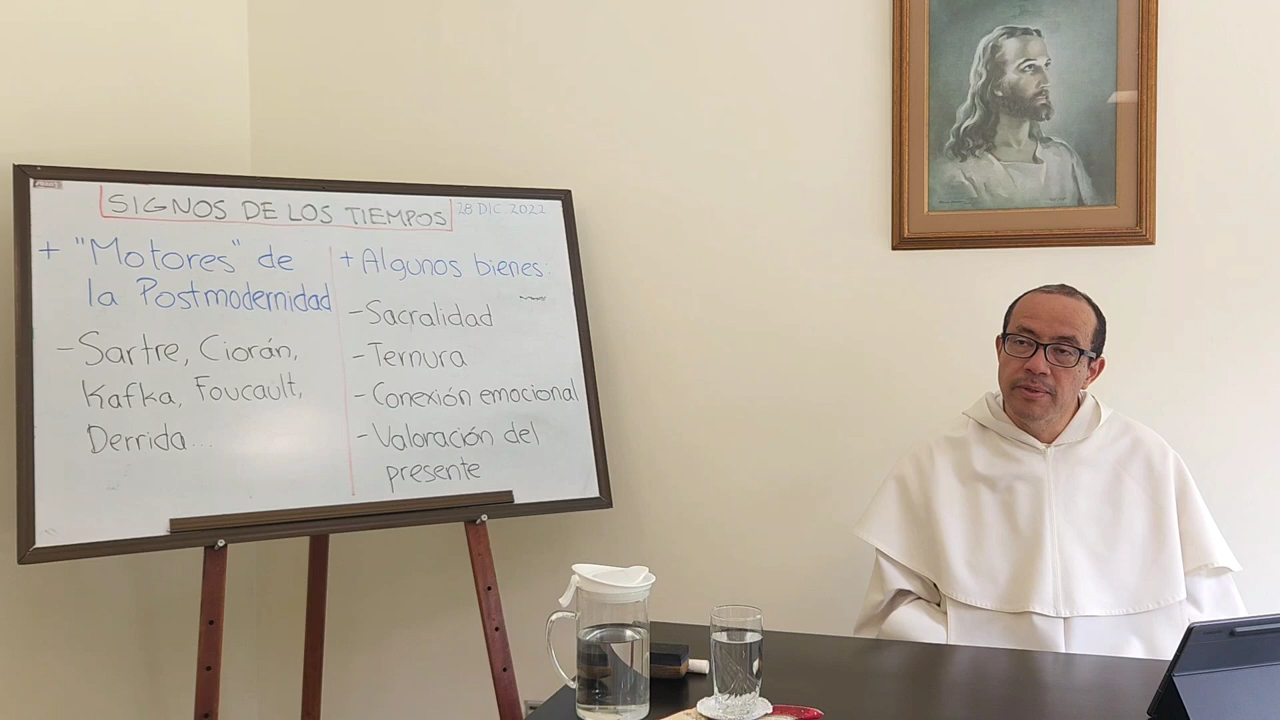 SIGNOS DE LOS TIEMPOS
28 DIC. 2022
+ "Motores" de
la Postmodernidad
- Sartre, Ciorán,
Kafka, Foucault,
Derrida...
+ Algunos bienes:
- Sacralidad
- Ternura
- Conexión emocional
- Valoración del
presente